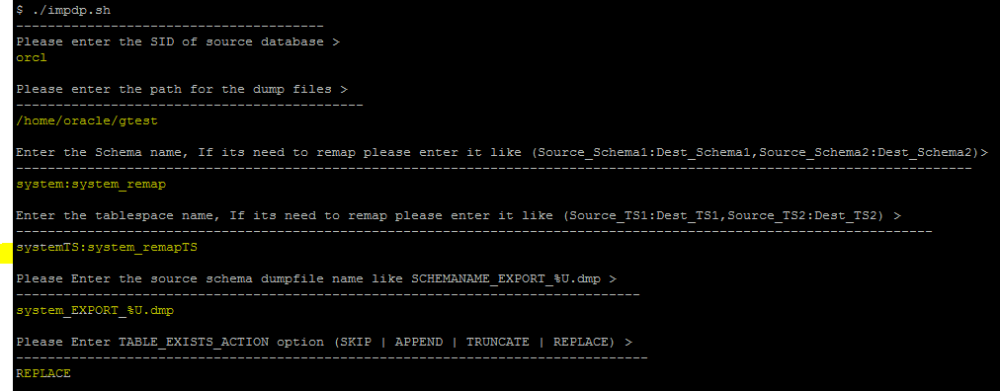 $ ./impdp.sh
---------------------------------------
Please enter the SID of source database >
orcl
Please enter the path for the dump files >
--------------------------------------------
/home/oracle/gtest
Enter the Schema name, If its need to remap please enter it like (Source_Schema1:Dest_Schema1,Source_Schema2:Dest_Schema2)>
-------------------------------------------------------------------------------------------------------------------------
system:system_remap
Enter the tablespace name, If its need to remap please enter it like (Source_TS1:Dest_TS1,Source_TS2:Dest_TS2) >
--------------------------------------------------------------------------------------------------------------------
systemTS:system_remapTS
Please Enter the source schema dumpfile name like SCHEMANAME_EXPORT_%U.dmp >
-------------------------------------------------------------------------------
system_EXPORT_%U.dmp
Please Enter TABLE_EXISTS_ACTION option (SKIP | APPEND | TRUNCATE | REPLACE) >
--------------------------------------------------------------------------------
REPLACE